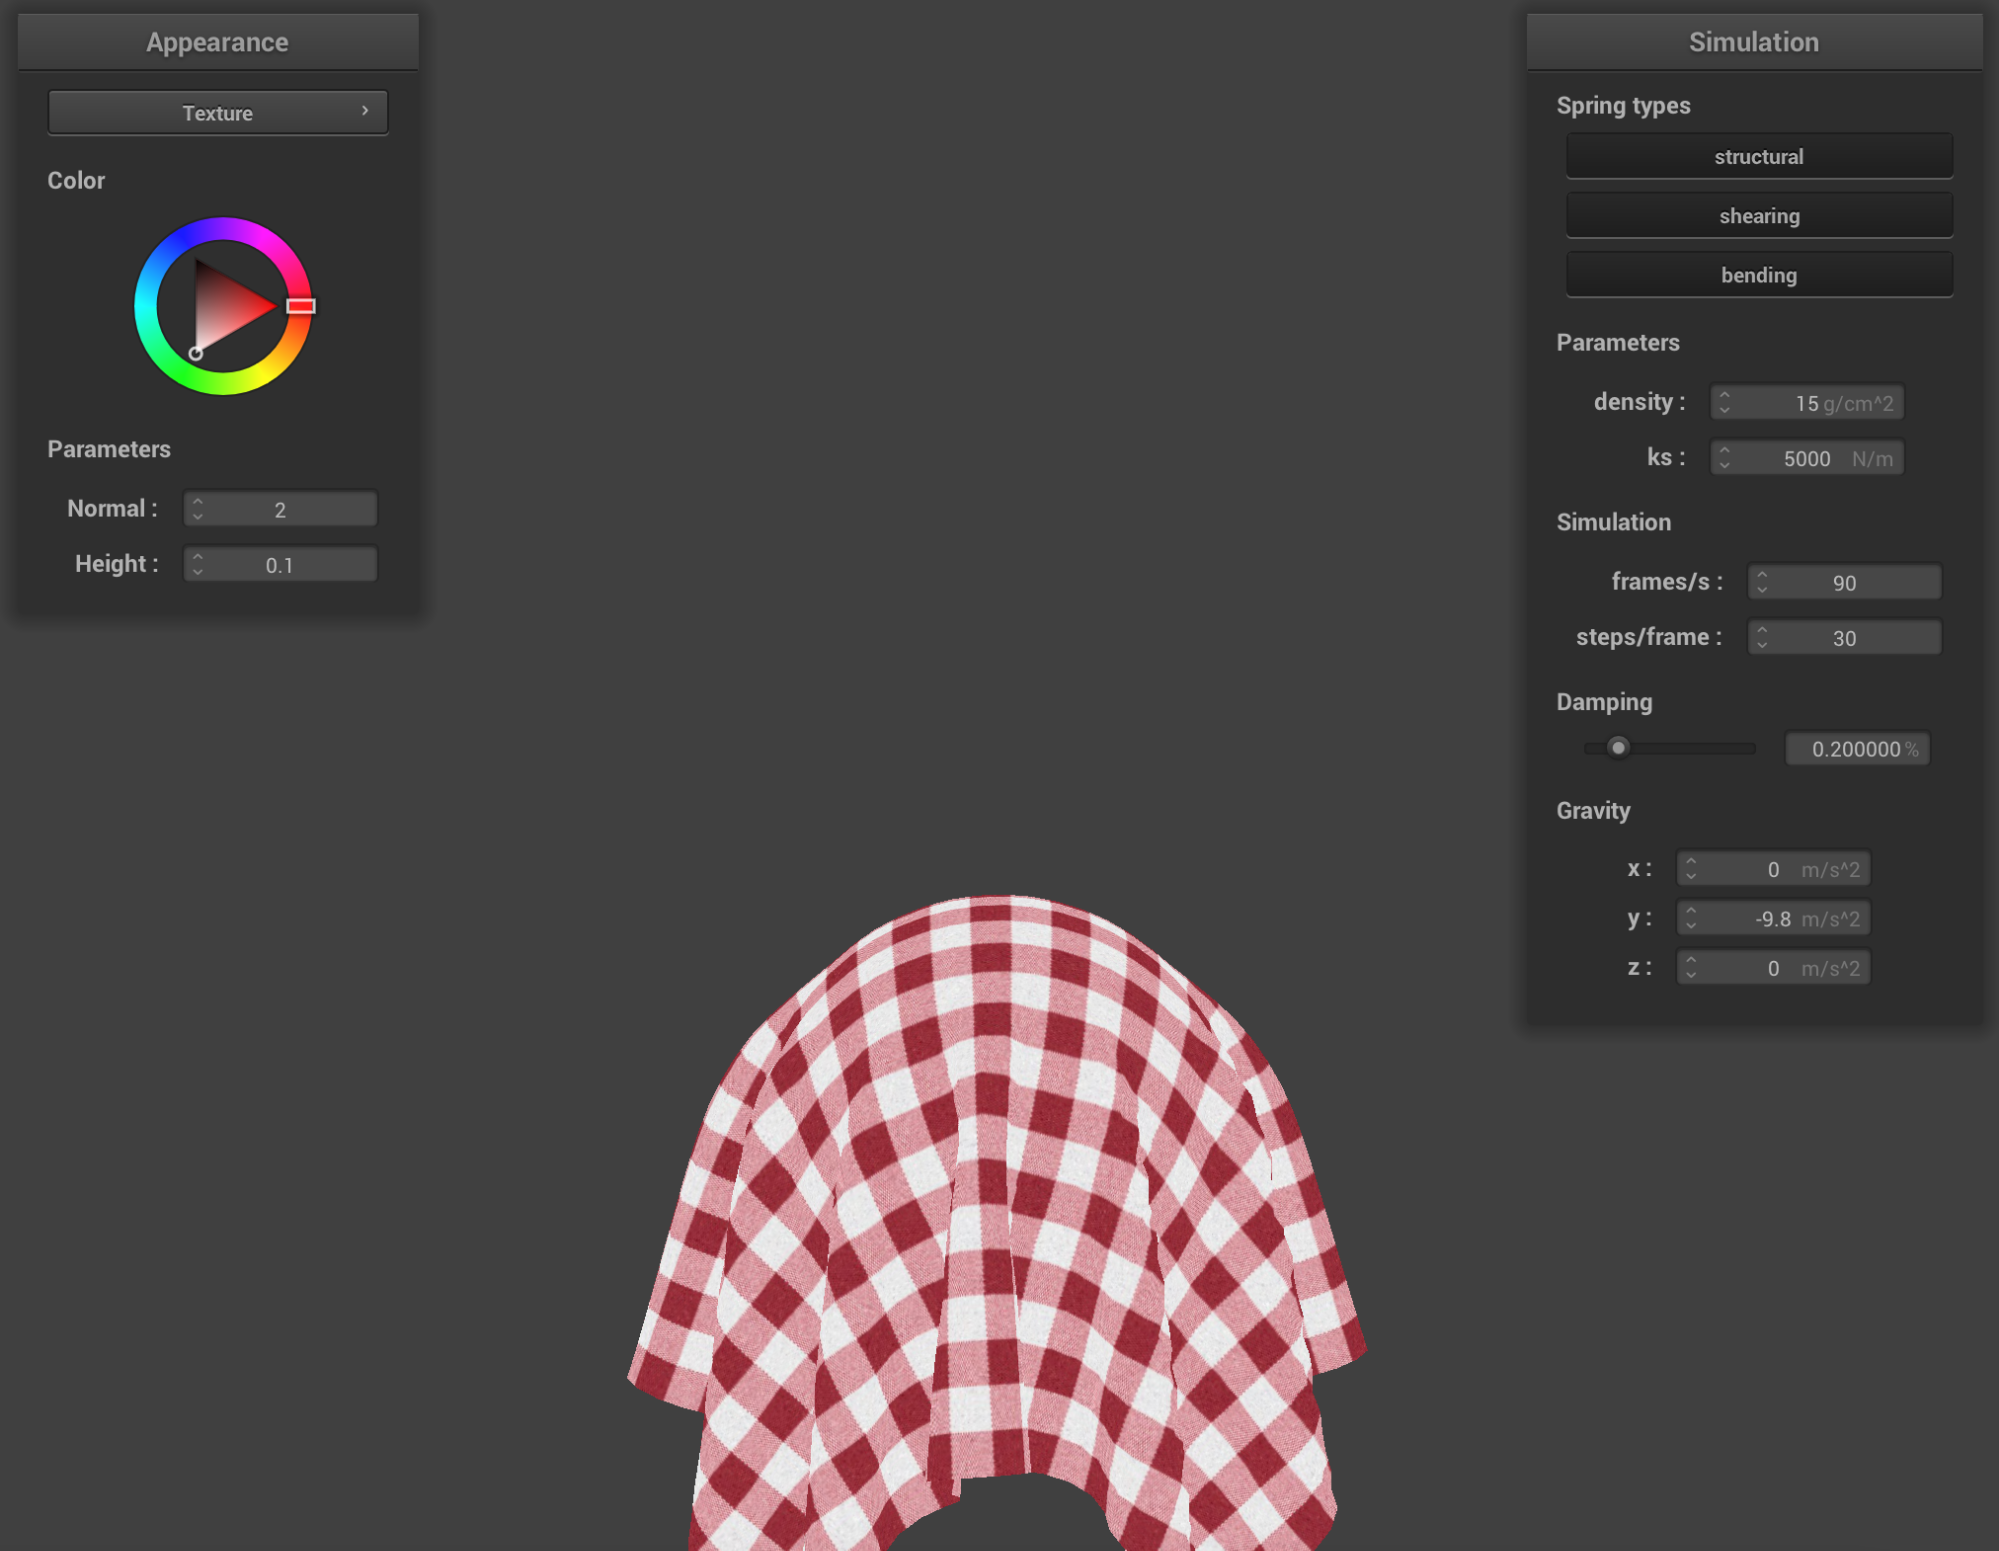 Appearance
Texture
Color
Parameters
Normal : 2
Height : 0.1
Simulation
Spring types
structural
shearing
bending
Parameters
density : 15 g/cm^2
ks : 5000 N/m
Simulation
frames/s : 90
steps/frame : 30
Damping
0.200000 %
Gravity
x : 0 m/s^2
y : -9.8 m/s^2
z : 0 m/s^2